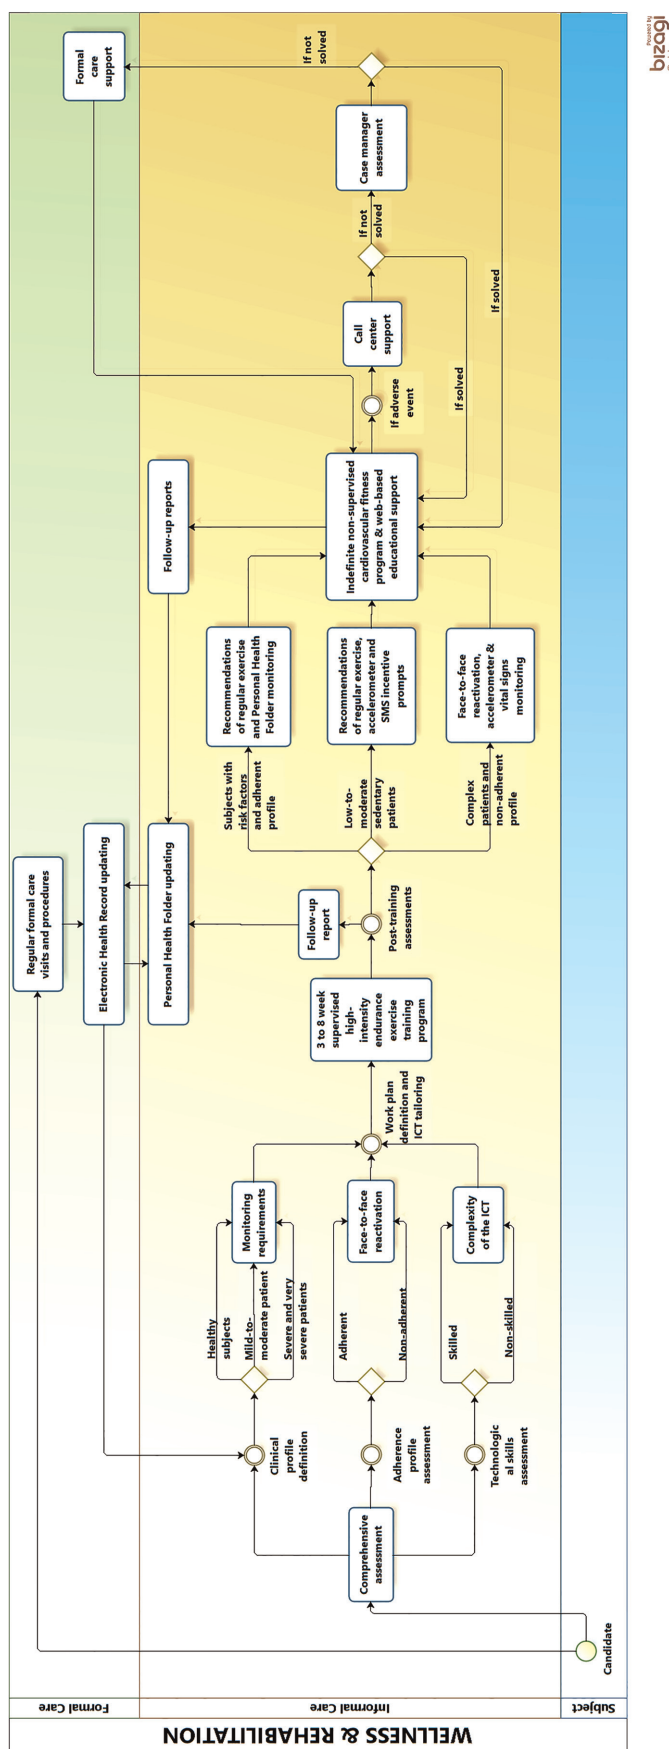 WELLNESS & REHABILITATION
Formal Care
Informal Care
Subject
Candidate
Regular formal care
visits and procedures
Electronic Health Record updating
Formal
care
support
Personal Health Folder updating
Follow-up reports
Comprehensive
assessment
Clinical
profile
definition
Adherence profile
assessment
Technologic
al skills
assessment
Healthy
subjects
Mild-to-
moderate patient
Severe and very
severe patients
Adherent
Non-adherent
Skilled
Non-skilled
Monitoring
requirements
Face-to-face
reactivation
Complexity
of the ICT
Work plan
definition and
ICT tailoring
3 to 8 week
supervised
high-
intensity
endurance
exercise
training
program
Follow-up
report
Post-training
assessments
Subjects with
risk factors
and adherent
profile
Low-to-
moderate
sedentary
patients
Complex
patients and
non-adherent
profile
Recommendations
of regular exercise
and Personal Health
Folder monitoring
Recommendations
of regular exercise,
accelerometer and
SMS incentive
prompts
Face-to-face
reactivation,
accelerometer &
vital signs
monitoring
Indefinite non-supervised
cardiovascular fitness
program & web-based
educational support
If adverse
event
Call
center
support
If not
solved
If solved
Case manager
assessment
If not
solved
If solved
Powered by
bizagi